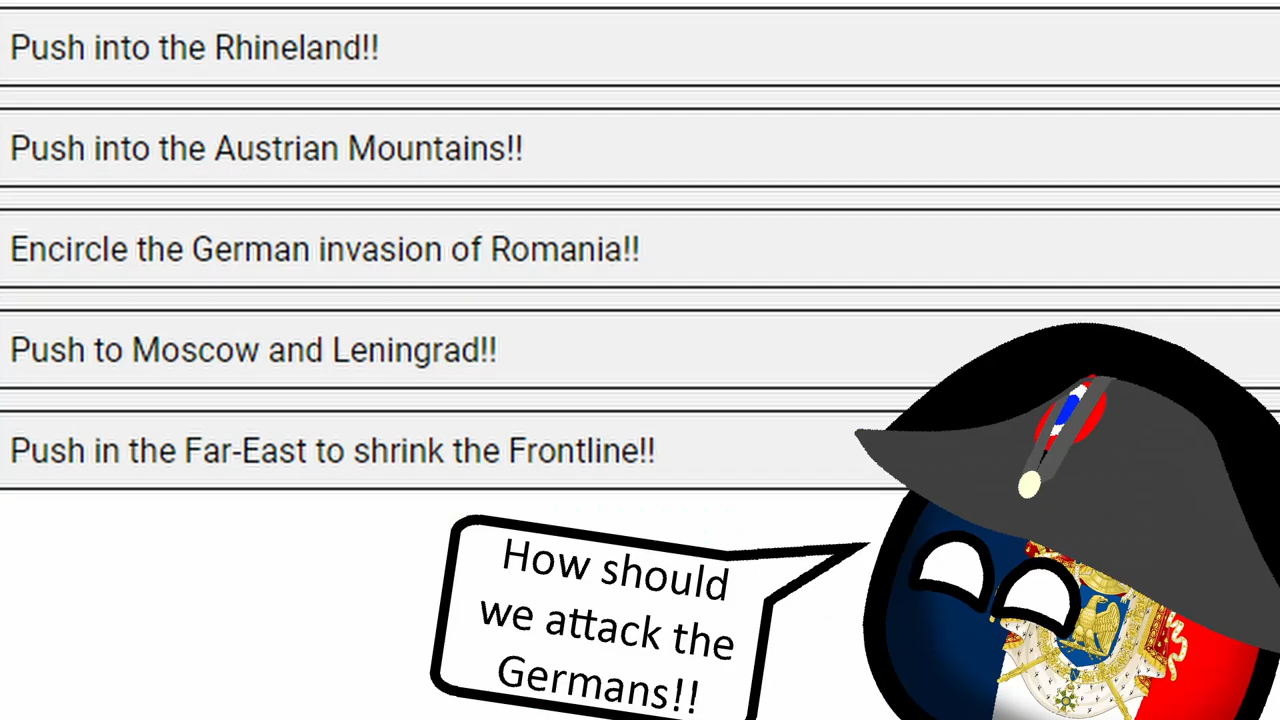 Push into the Rhineland!!
Push into the Austrian Mountains!!
Encircle the German invasion of Romania!!
Push to Moscow and Leningrad!!
Push in the Far-East to shrink the Frontline!!
How should
we attack the
Germans!!